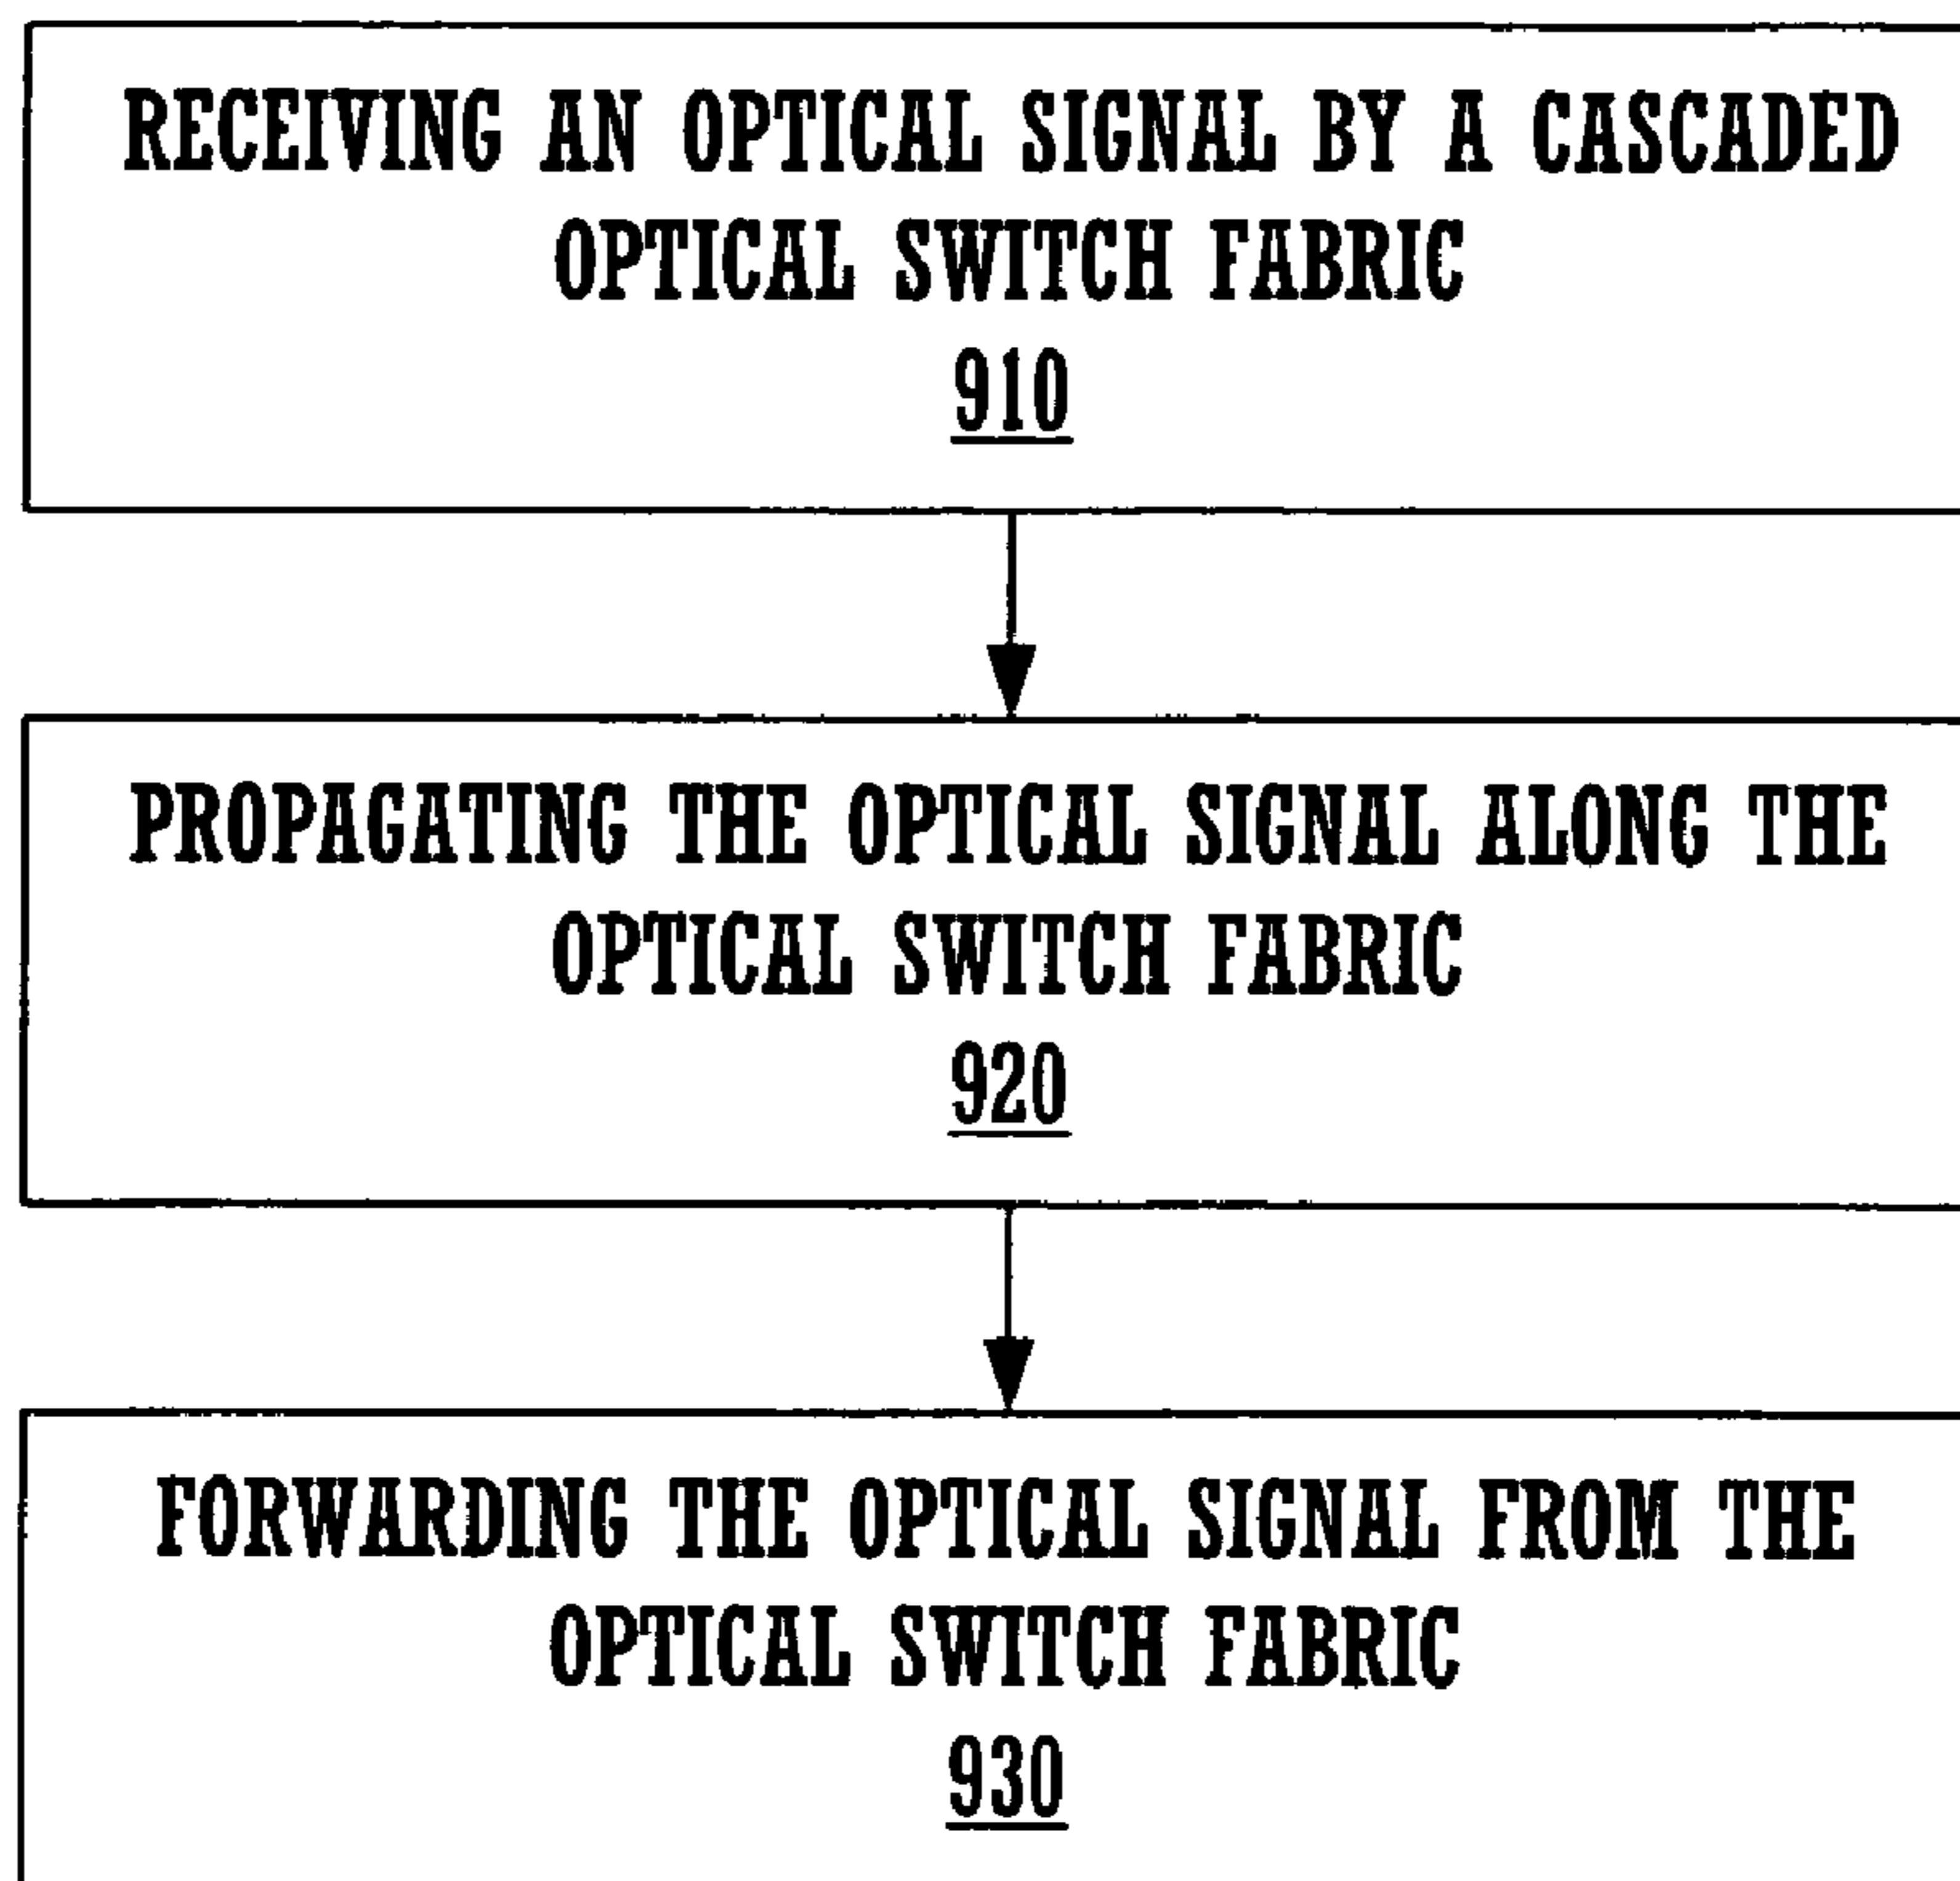 RECEIVING AN OPTICAL SIGNAL BY A CASCADED
OPTICAL SWITCH FABRIC
910
PROPAGATING THE OPTICAL SIGNAL ALONG THE
OPTICAL SWITCH FABRIC
920
FORWARDING THE OPTICAL SIGNAL FROM THE
OPTICAL SWITCH FABRIC
930